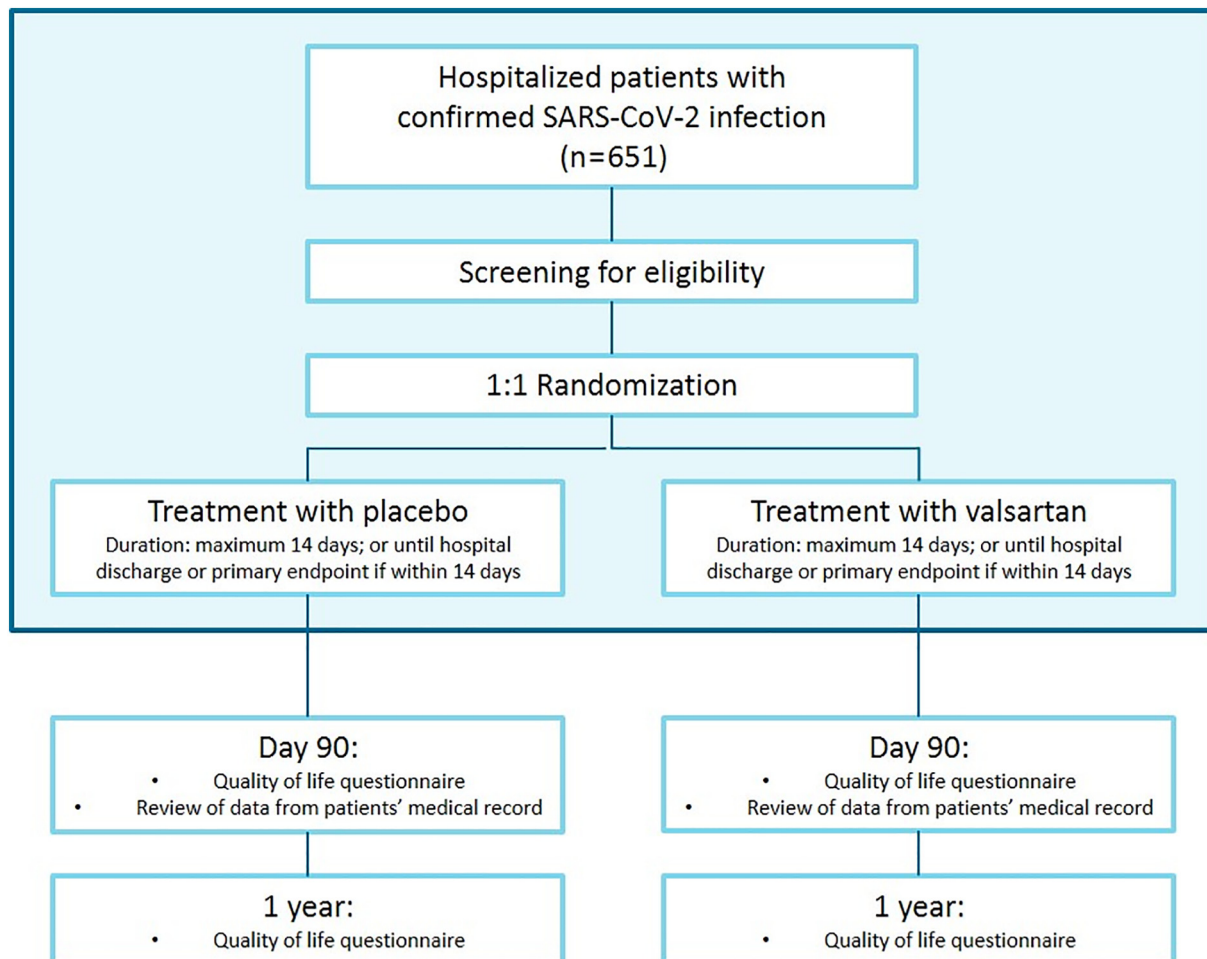 Hospitalized patients with
confirmed SARS-CoV-2 infection
(n=651)
Screening for eligibility
1:1 Randomization
Treatment with placebo
Duration: maximum 14 days; or until hospital
discharge or primary endpoint if within 14 days
Treatment with valsartan
Duration: maximum 14 days; or until hospital
discharge or primary endpoint if within 14 days
Day 90:
• Quality of life questionnaire
• Review of data from patients’ medical record
Day 90:
• Quality of life questionnaire
• Review of data from patients’ medical record
1 year:
• Quality of life questionnaire
1 year:
• Quality of life questionnaire